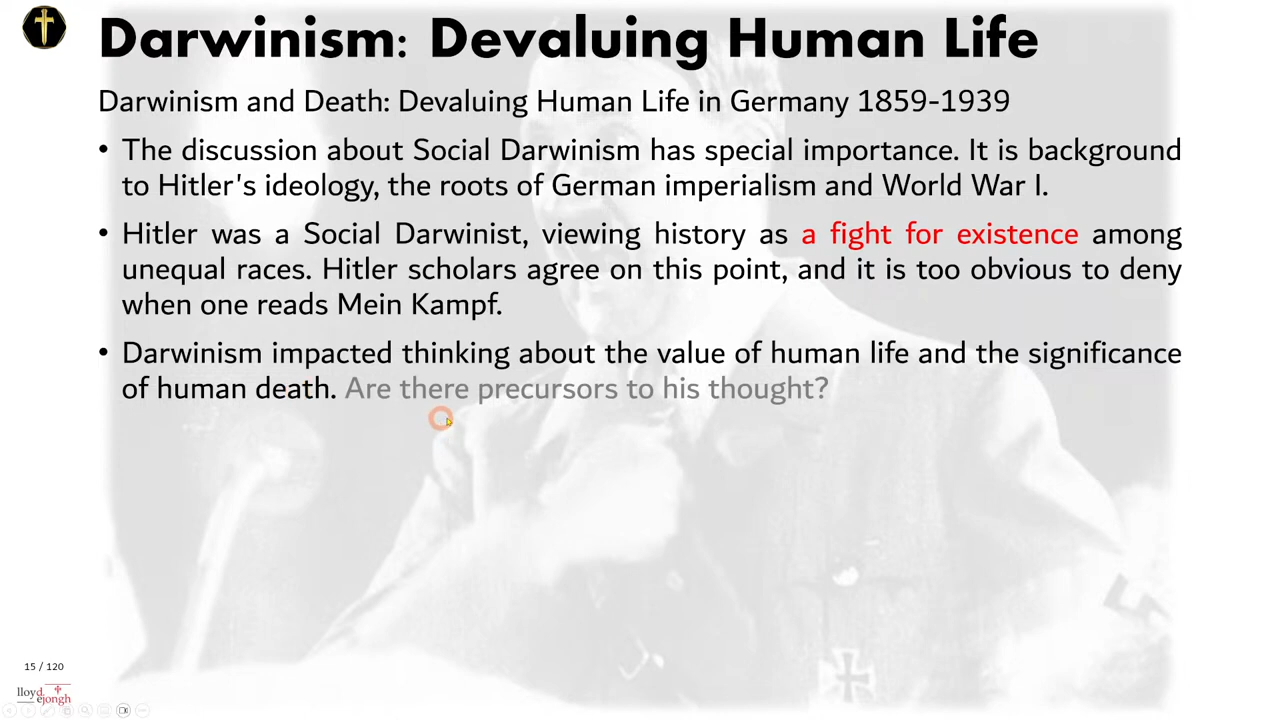 Darwinism: Devaluing Human Life
Darwinism and Death: Devaluing Human Life in Germany 1859-1939
• The discussion about Social Darwinism has special importance. It is background
to Hitler's ideology, the roots of German imperialism and World War I.
• Hitler was a Social Darwinist, viewing history as a fight for existence among
unequal races. Hitler scholars agree on this point, and it is too obvious to deny
when one reads Mein Kampf.
• Darwinism impacted thinking about the value of human life and the significance
of human death. Are there precursors to his thought?
15 / 120
lloyd
ejongh